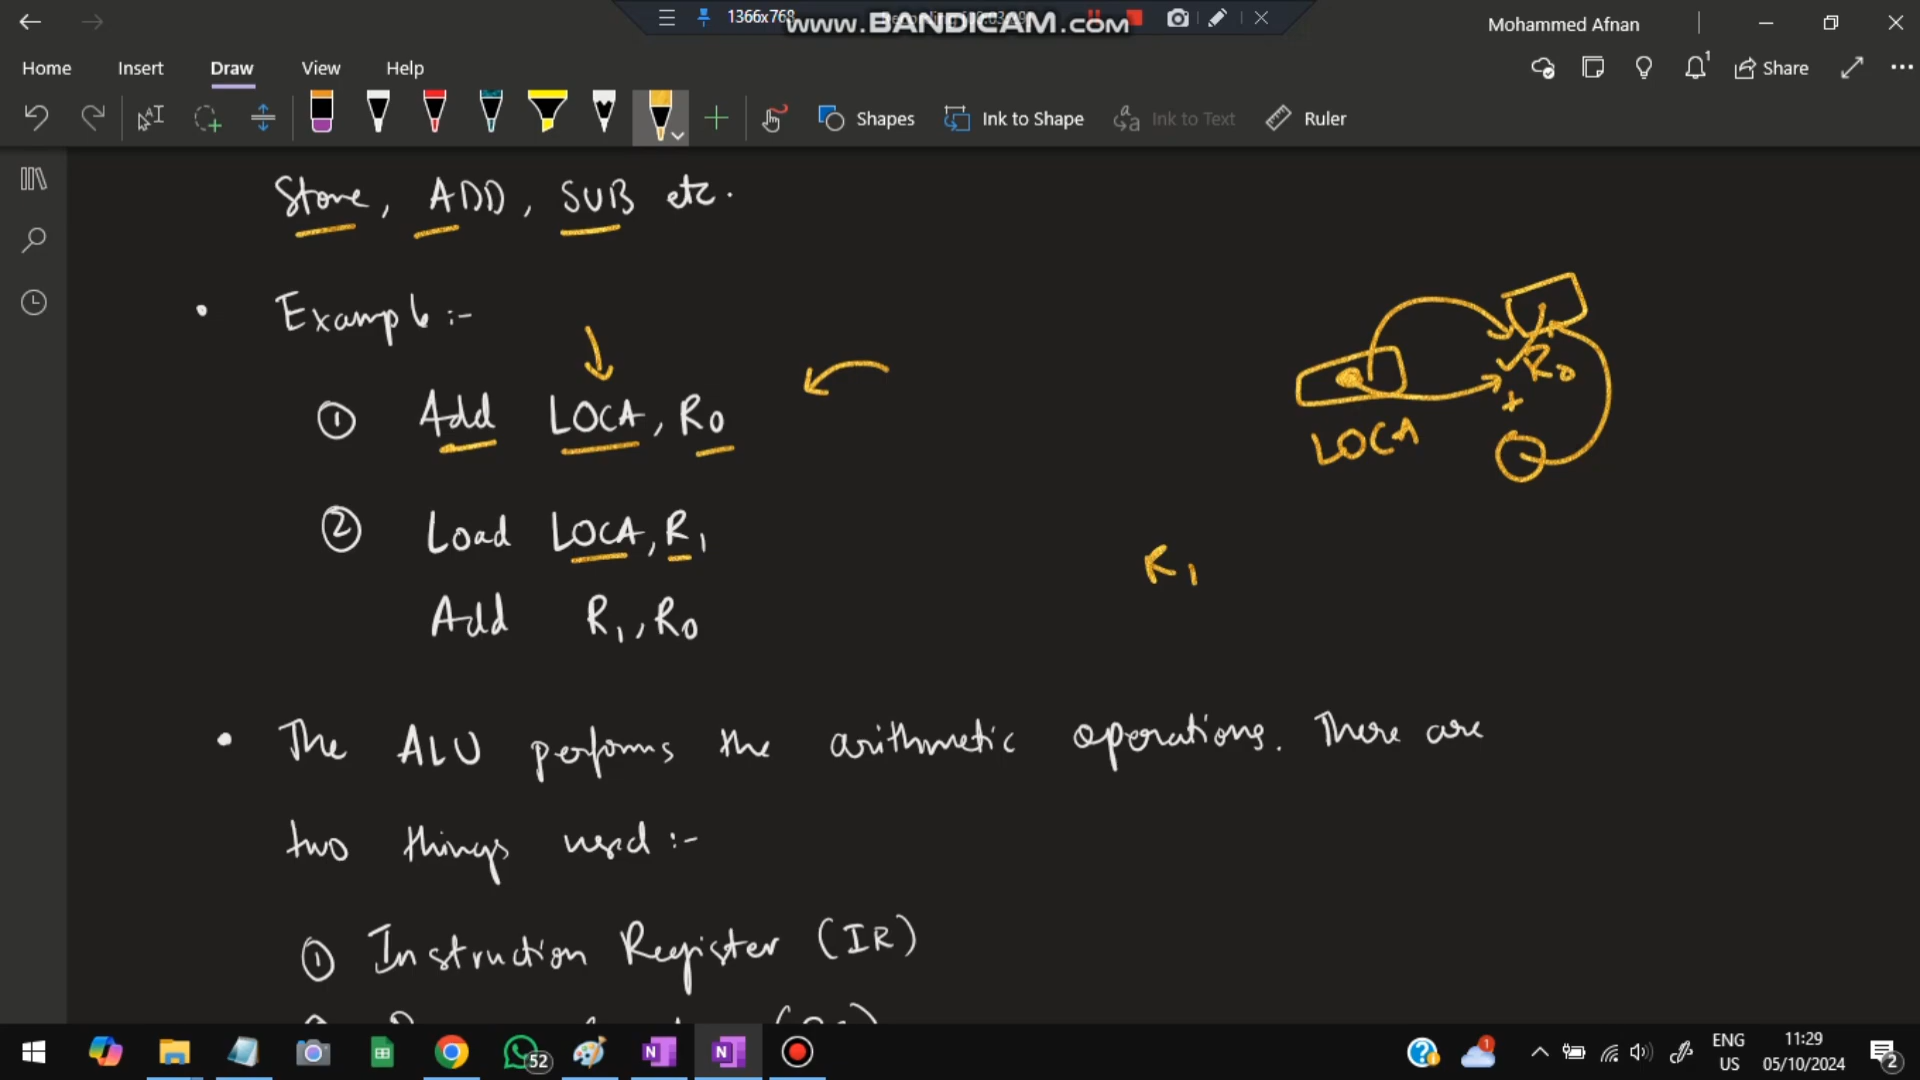 1366x768
www.BANDICAM.com
Mohammed Afnan
Home Insert Draw View Help
Share
Shapes Ink to Shape Ink to Text Ruler
Store, ADD, SUB etc.
Example :-
① Add LOCA, R0
LOCA
R0
+
② Load LOCA, R1
R1
Add R1, R0
The ALU performs the arithmetic operations. There are
two things used :-
① Instruction Register (IR)
52
ENG
US
11:29
05/10/2024
2